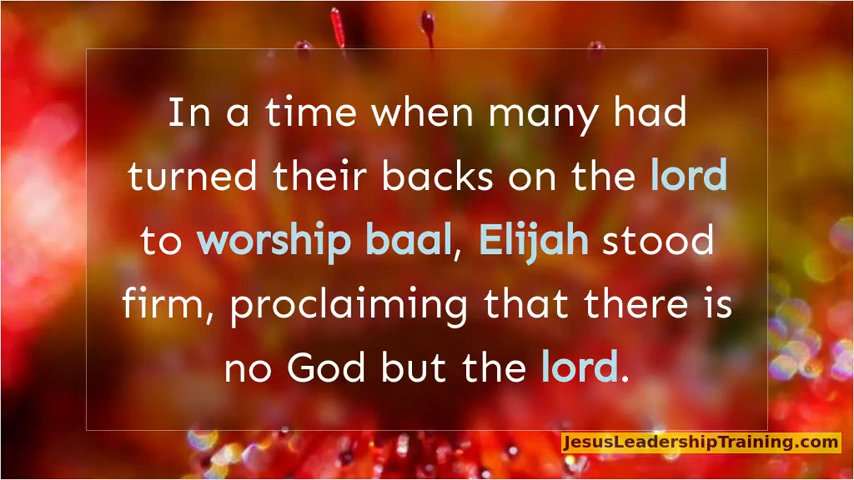 In a time when many had
turned their backs on the lord
to worship baal, Elijah stood
firm, proclaiming that there is
no God but the lord.
JesusLeadershipTraining.com